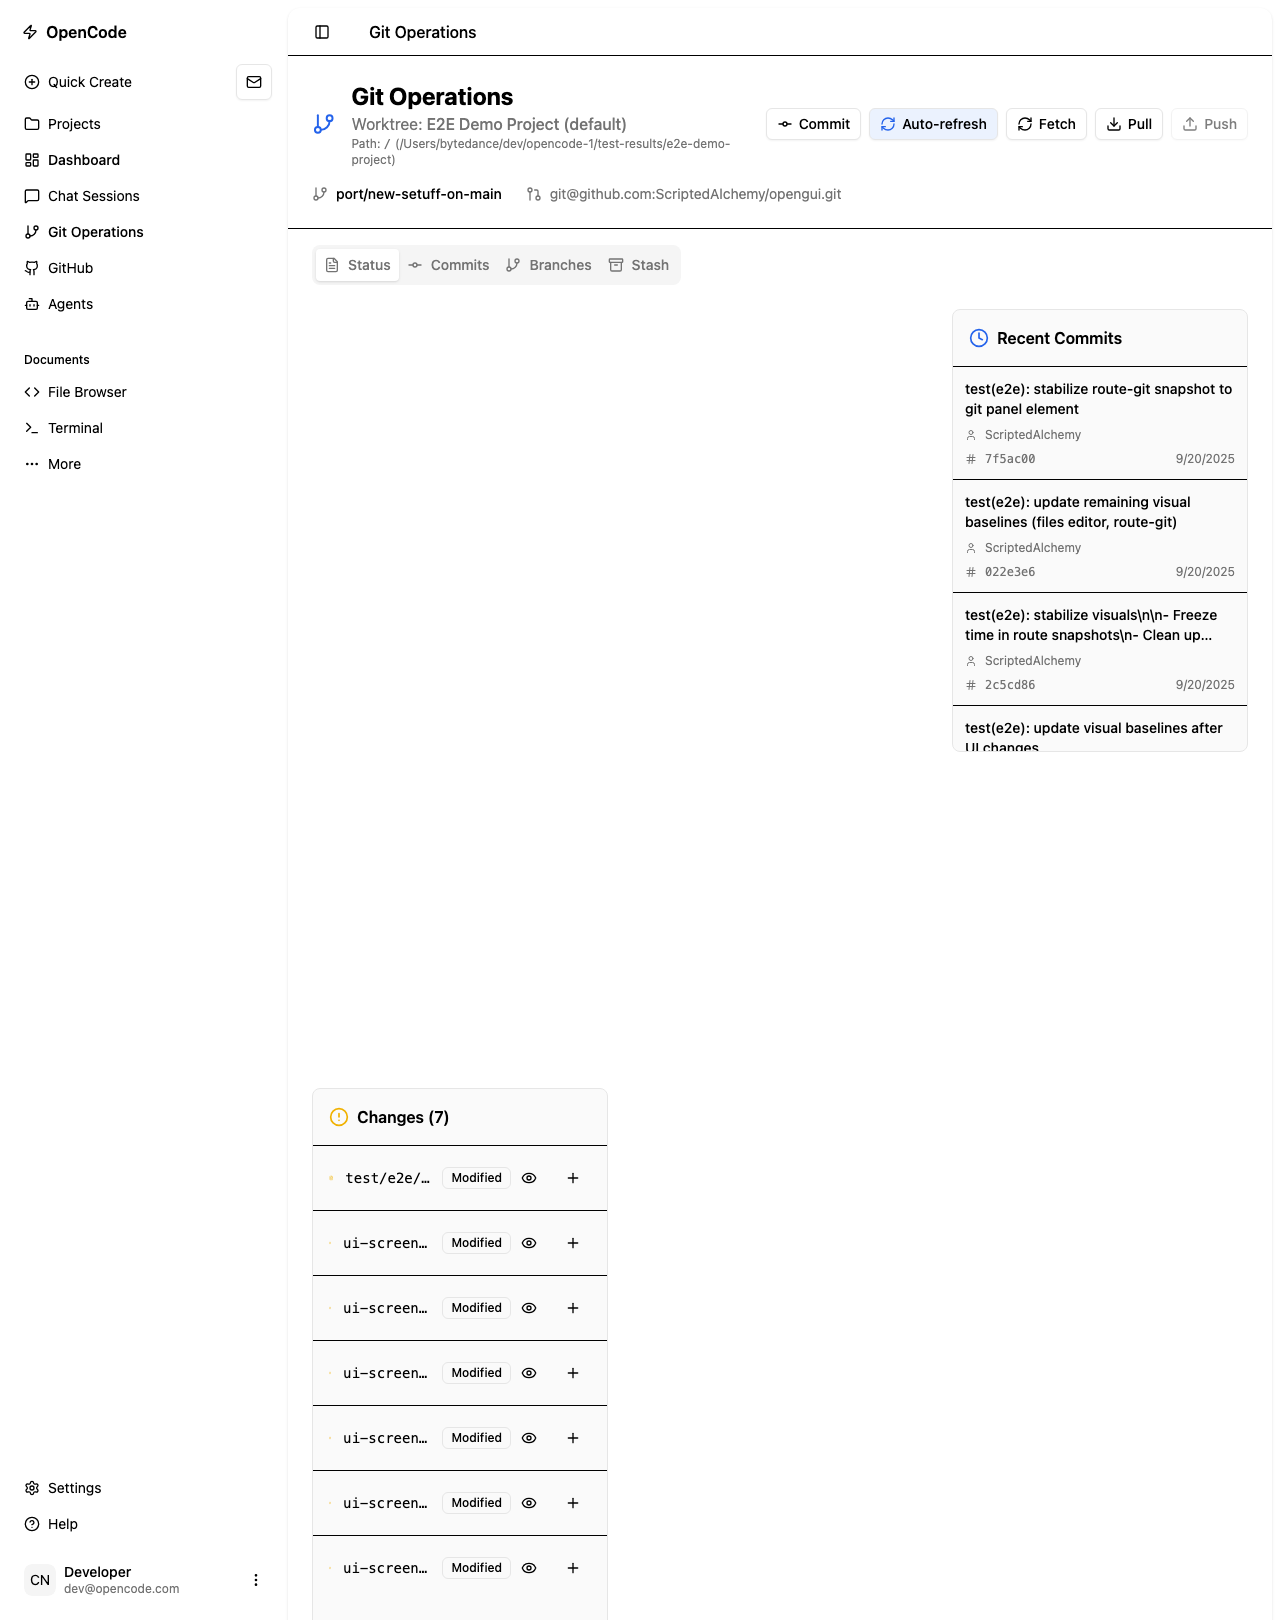 OpenCode
Quick Create
Projects
Dashboard
Chat Sessions
Git Operations
GitHub
Agents
Documents
File Browser
Terminal
More
Settings
Help
CN
Developer
dev@opencode.com
Git Operations
Git Operations
Worktree: E2E Demo Project (default)
Path: / (/Users/bytedance/dev/opencode-1/test-results/e2e-demo-
project)
Commit
Auto-refresh
Fetch
Pull
Push
port/new-setuff-on-main
git@github.com:ScriptedAlchemy/opengui.git
Status
Commits
Branches
Stash
Recent Commits
test(e2e): stabilize route-git snapshot to
git panel element
ScriptedAlchemy
# 7f5ac00 9/20/2025
test(e2e): update remaining visual
baselines (files editor, route-git)
ScriptedAlchemy
# 022e3e6 9/20/2025
test(e2e): stabilize visuals\n\n- Freeze
time in route snapshots\n- Clean up...
ScriptedAlchemy
# 2c5cd86 9/20/2025
test(e2e): update visual baselines after
UI changes
Changes (7)
test/e2e/… Modified
ui-screen… Modified
ui-screen… Modified
ui-screen… Modified
ui-screen… Modified
ui-screen… Modified
ui-screen… Modified